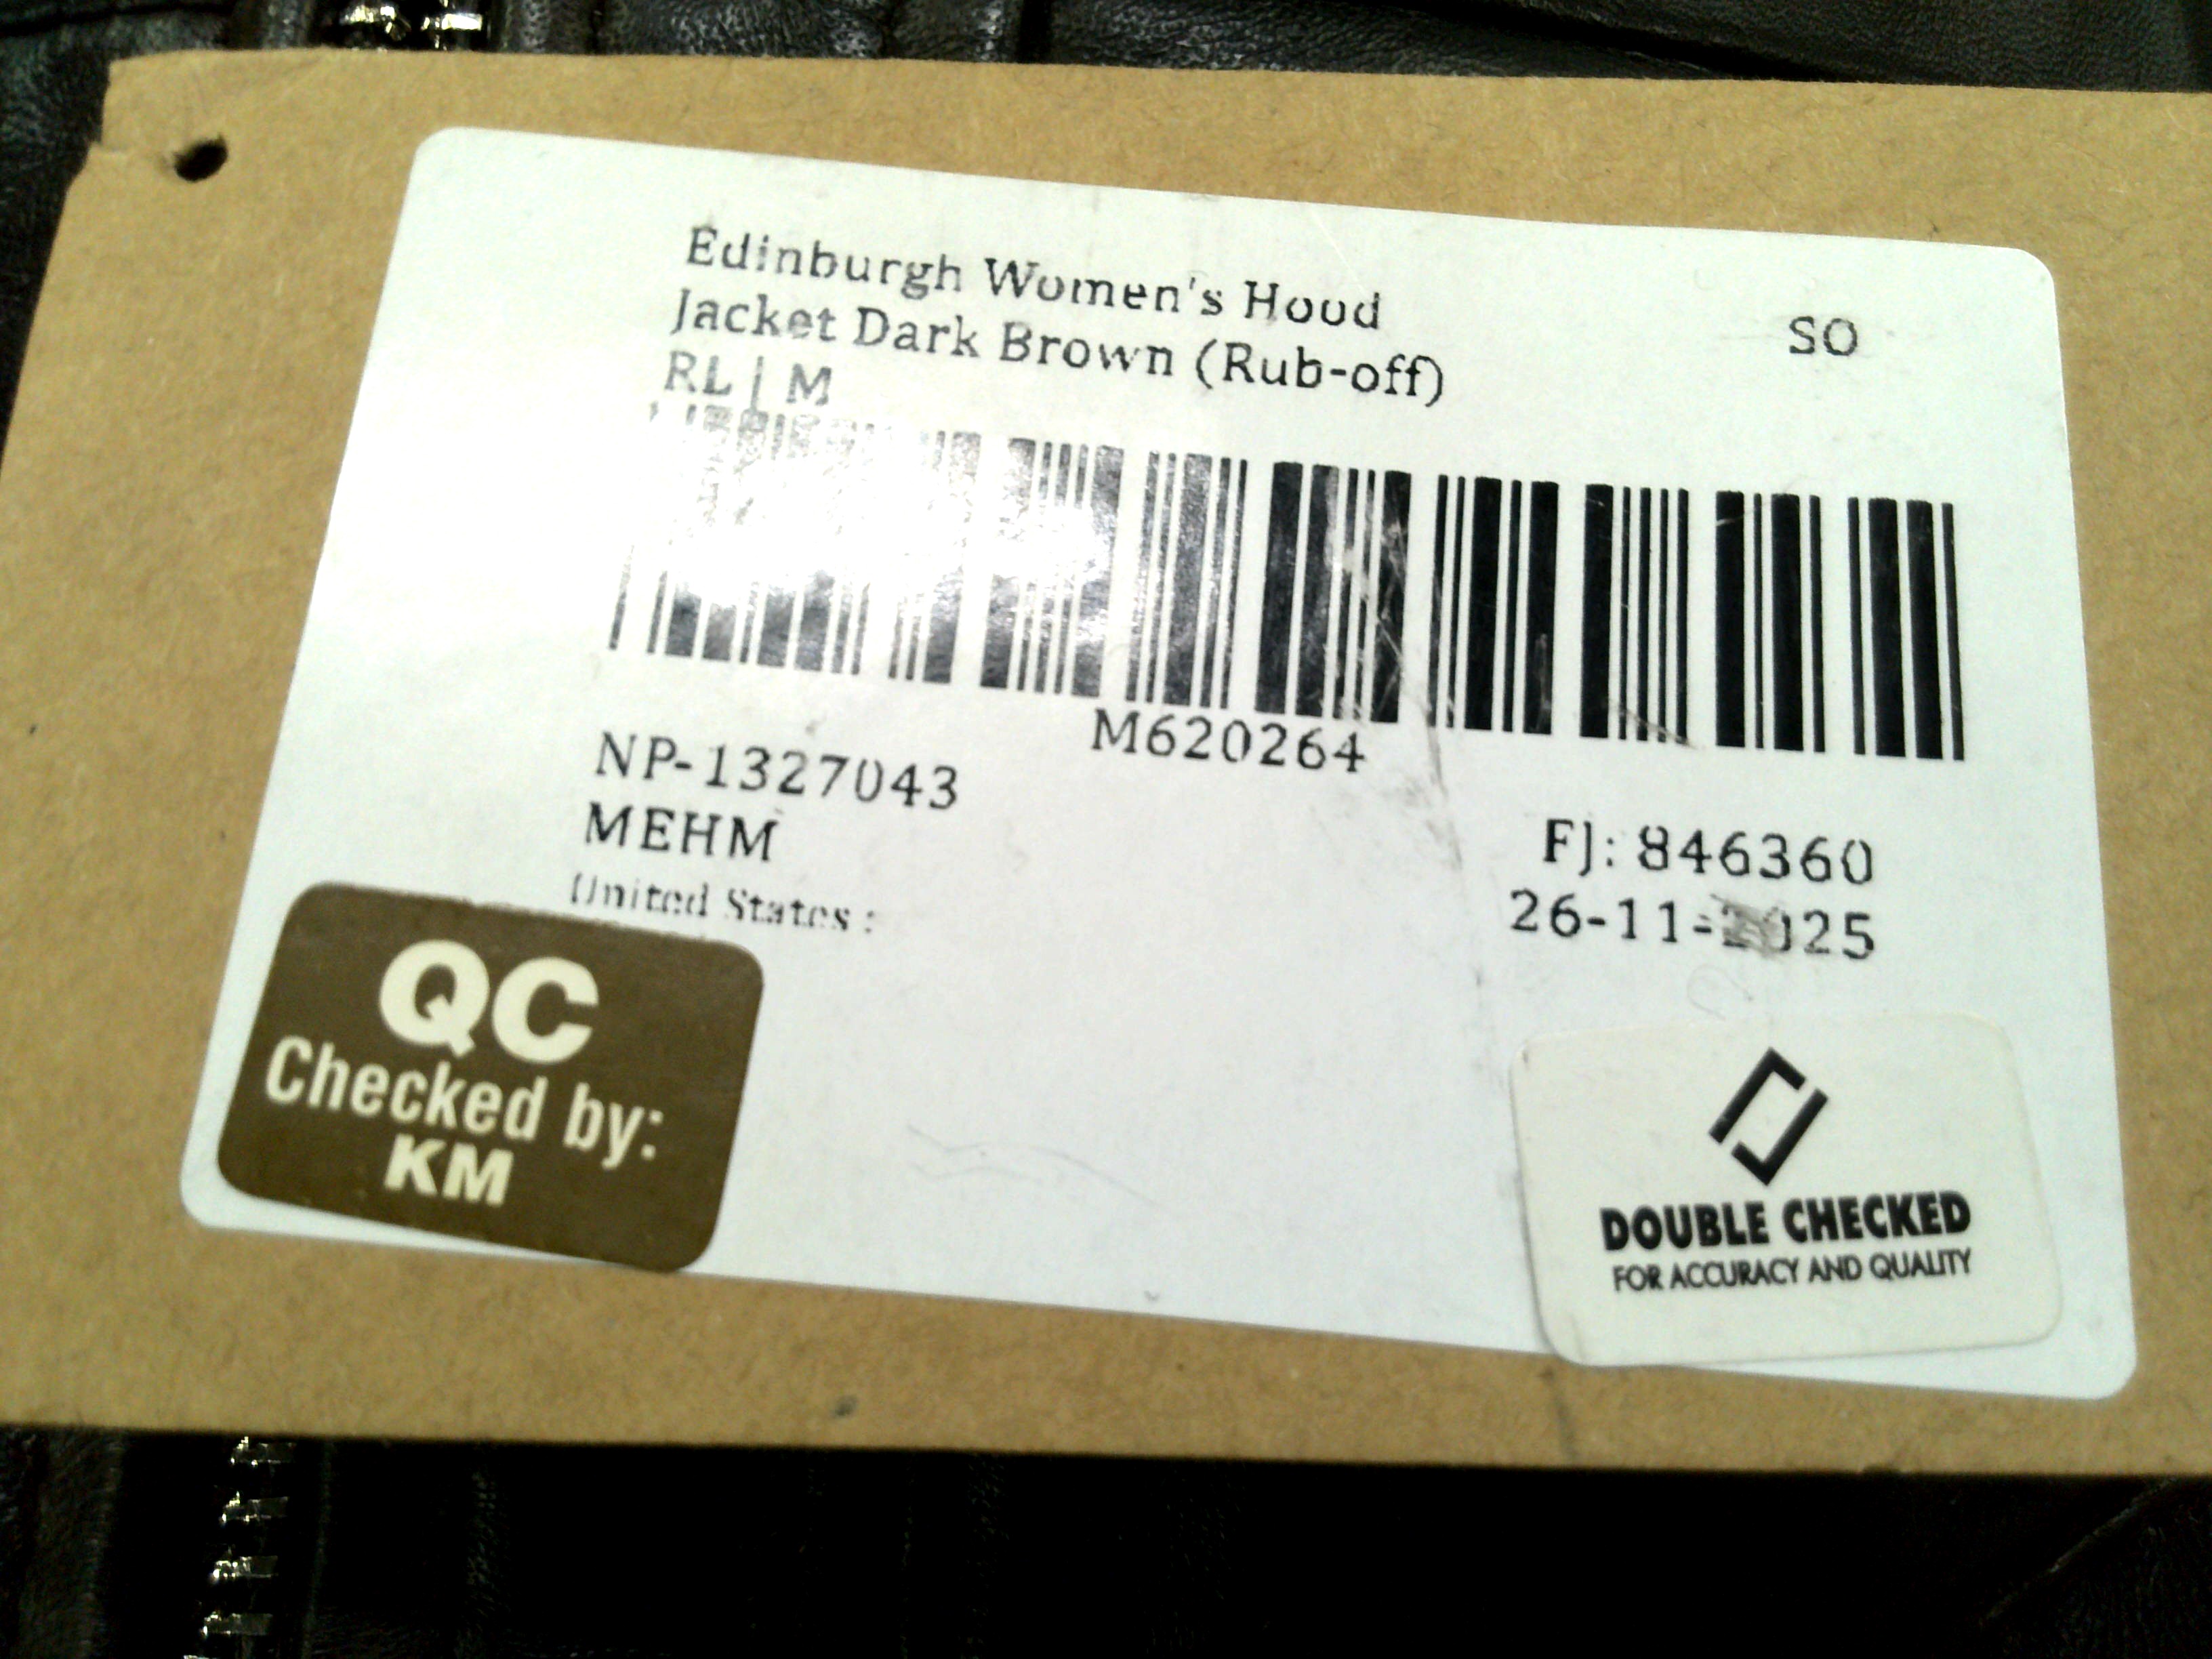 Edinburgh Women's Hood
Jacket Dark Brown (Rub-off)
RL | M
SO
M620264
NP-1327043
MEHM
United States :
FJ: 846360
26-11-2025
QC
Checked by:
KM
DOUBLE CHECKED
FOR ACCURACY AND QUALITY